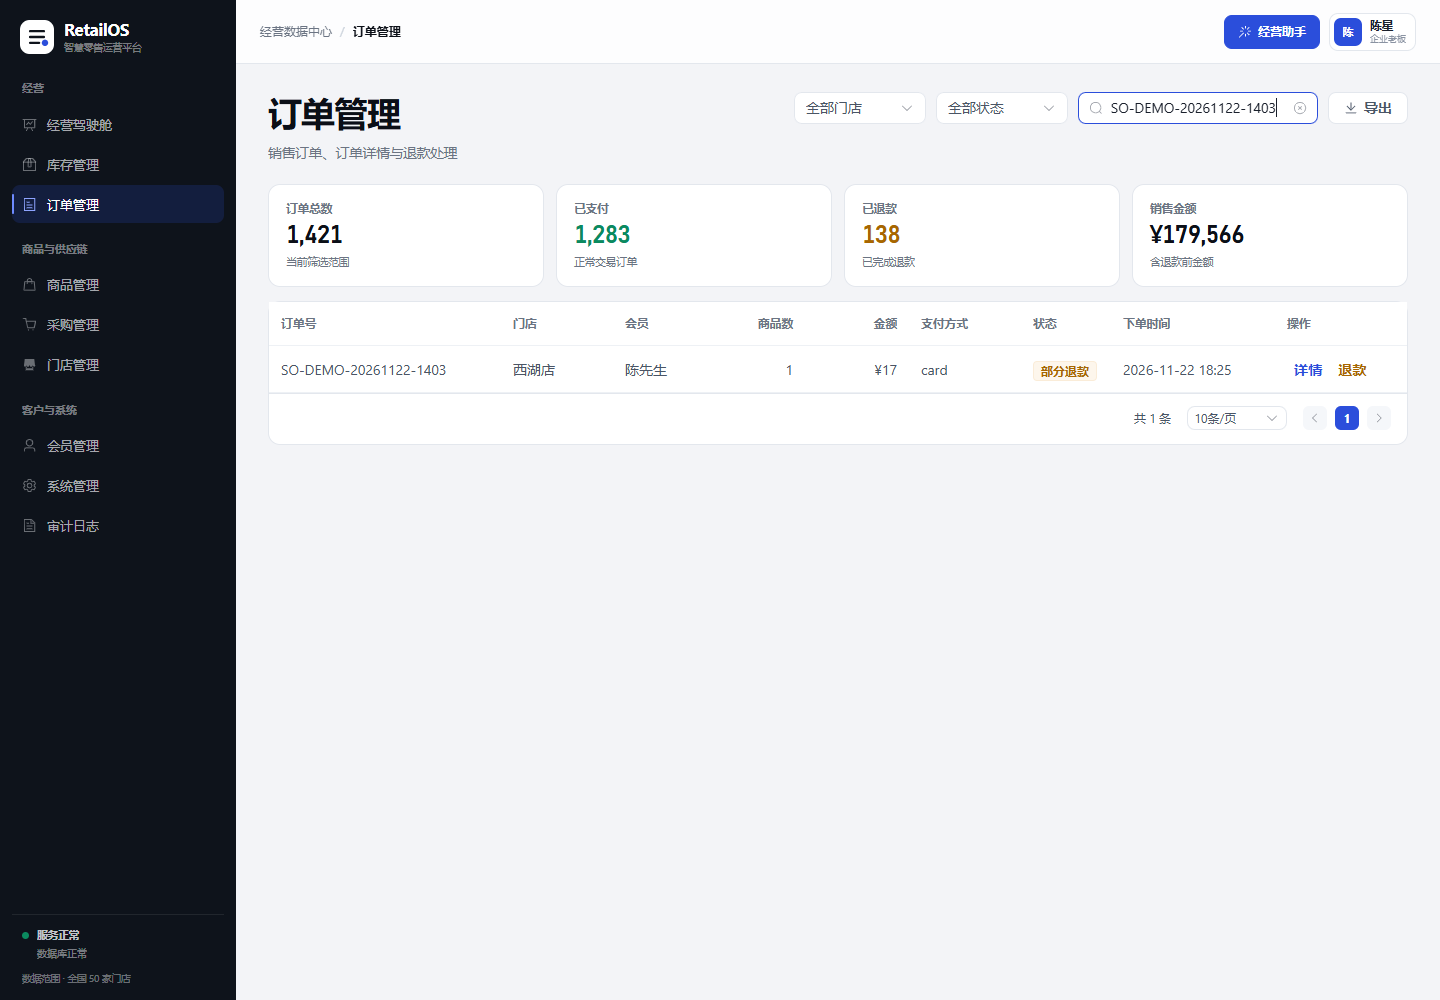 RetailOS
智慧零售运营平台
经营
经营驾驶舱
库存管理
订单管理
商品与供应链
商品管理
采购管理
门店管理
客户与系统
会员管理
系统管理
审计日志
服务正常
数据库正常
数据范围 · 全国 50 家门店
经营数据中心 / 订单管理
经营助手
陈
陈星
企业老板
订单管理
销售订单、订单详情与退款处理
全部门店
全部状态
SO-DEMO-20261122-1403
导出
订单总数
1,421
当前筛选范围
已支付
1,283
正常交易订单
已退款
138
已完成退款
销售金额
¥179,566
含退款前金额
订单号 门店 会员 商品数 金额 支付方式 状态 下单时间 操作
SO-DEMO-20261122-1403 西湖店 陈先生 1 ¥17 card 部分退款 2026-11-22 18:25 详情 退款
共 1 条 10条/页 1